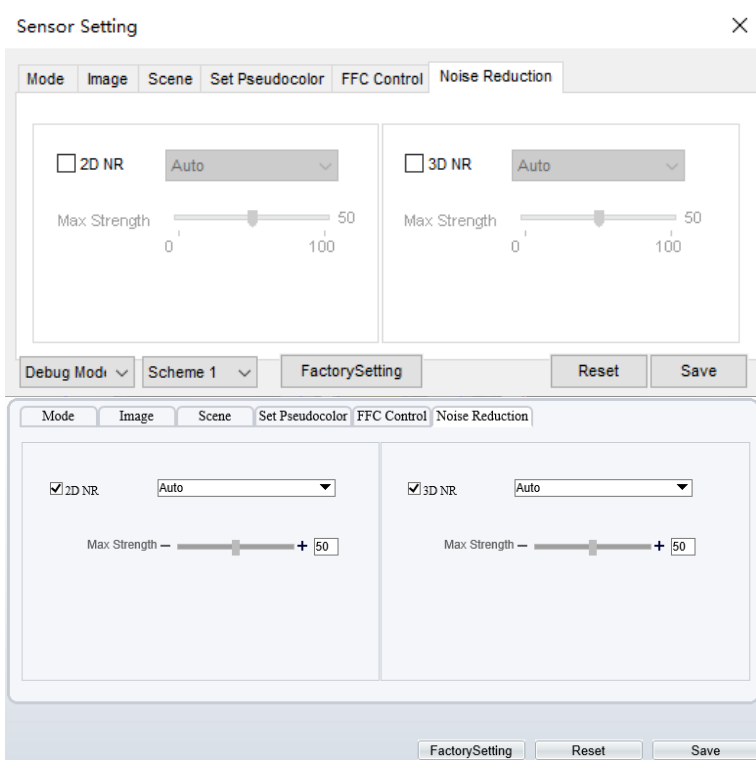 Sensor Setting
Mode Image Scene Set Pseudocolor FFC Control Noise Reduction
2D NR Auto 3D NR Auto
Max Strength 50 Max Strength 50
0 100 0 100
Debug Mode Scheme 1 FactorySetting Reset Save
Mode Image Scene Set Pseudocolor FFC Control Noise Reduction
2D NR Auto 3D NR Auto
Max Strength 50 Max Strength 50
FactorySetting Reset Save